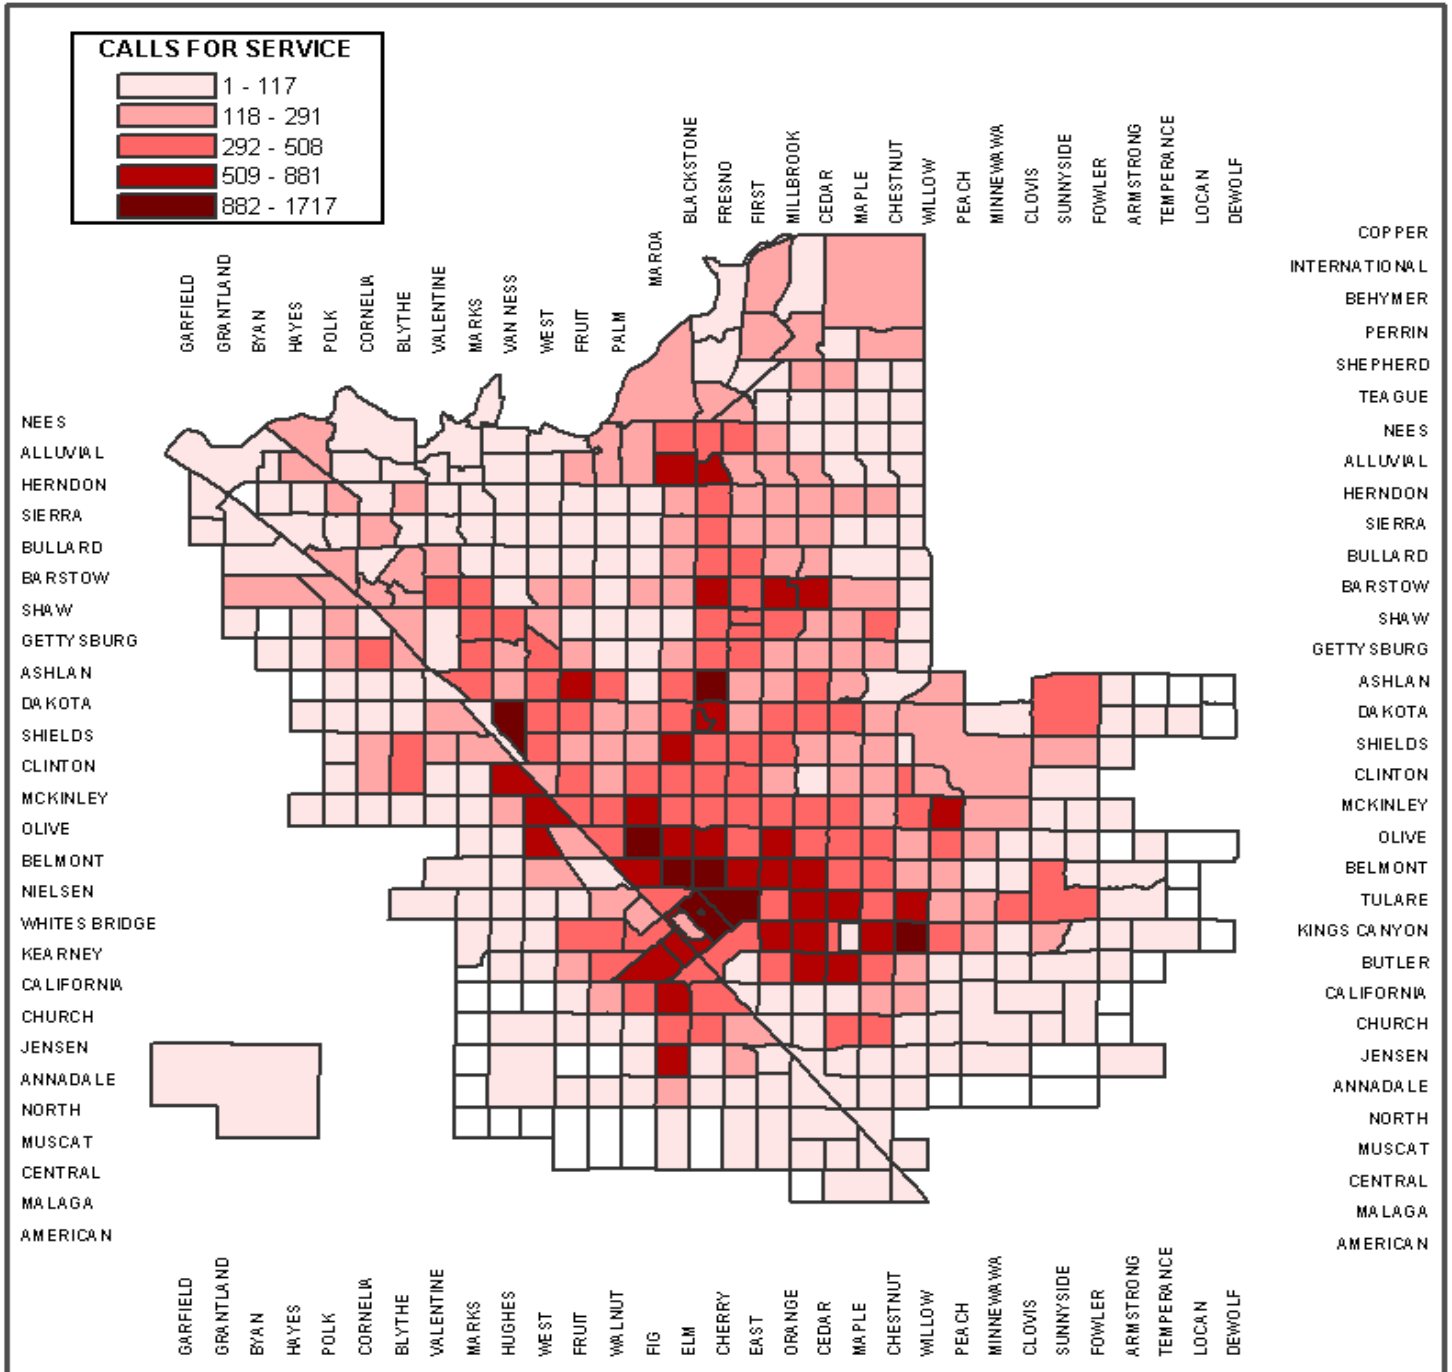 CALLS FOR SERVICE
1 - 117
118 - 291
292 - 508
509 - 881
882 - 1717
GARFIELD
GRANTLAND
BYAN
HAYES
POLK
CORNELIA
BLYTHE
VALENTINE
MARKS
VAN NESS
WEST
FRUIT
PALM
MAROA
BLACKSTONE
FRESNO
FIRST
MILLBROOK
CEDAR
MAPLE
CHESTNUT
WILLOW
PEACH
MINNEWAWA
CLOVIS
SUNNYSIDE
FOWLER
ARMSTRONG
TEMPERANCE
LOCAN
DEWOLF
NEES
ALLUVIAL
HERNDON
SIERRA
BULLARD
BARSTOW
SHAW
GETTYSBURG
ASHLAN
DAKOTA
SHIELDS
CLINTON
MCKINLEY
OLIVE
BELMONT
NIELSEN
WHITES BRIDGE
KEARNEY
CALIFORNIA
CHURCH
JENSEN
ANNADALE
NORTH
MUSCAT
CENTRAL
MALAGA
AMERICAN
COPPER
INTERNATIONAL
BEHYMER
PERRIN
SHEPHERD
TEAGUE
NEES
ALLUVIAL
HERNDON
SIERRA
BULLARD
BARSTOW
SHAW
GETTYSBURG
ASHLAN
DAKOTA
SHIELDS
CLINTON
MCKINLEY
OLIVE
BELMONT
TULARE
KINGS CANYON
BUTLER
CALIFORNIA
CHURCH
JENSEN
ANNADALE
NORTH
MUSCAT
CENTRAL
MALAGA
AMERICAN
GARFIELD
GRANTLAND
BYAN
HAYES
POLK
CORNELIA
BLYTHE
VALENTINE
MARKS
HUGHES
WEST
FRUIT
WALNUT
FIG
ELM
CHERRY
EAST
ORANGE
CEDAR
MAPLE
CHESTNUT
WILLOW
PEACH
MINNEWAWA
CLOVIS
SUNNYSIDE
FOWLER
ARMSTRONG
TEMPERANCE
LOCAN
DEWOLF